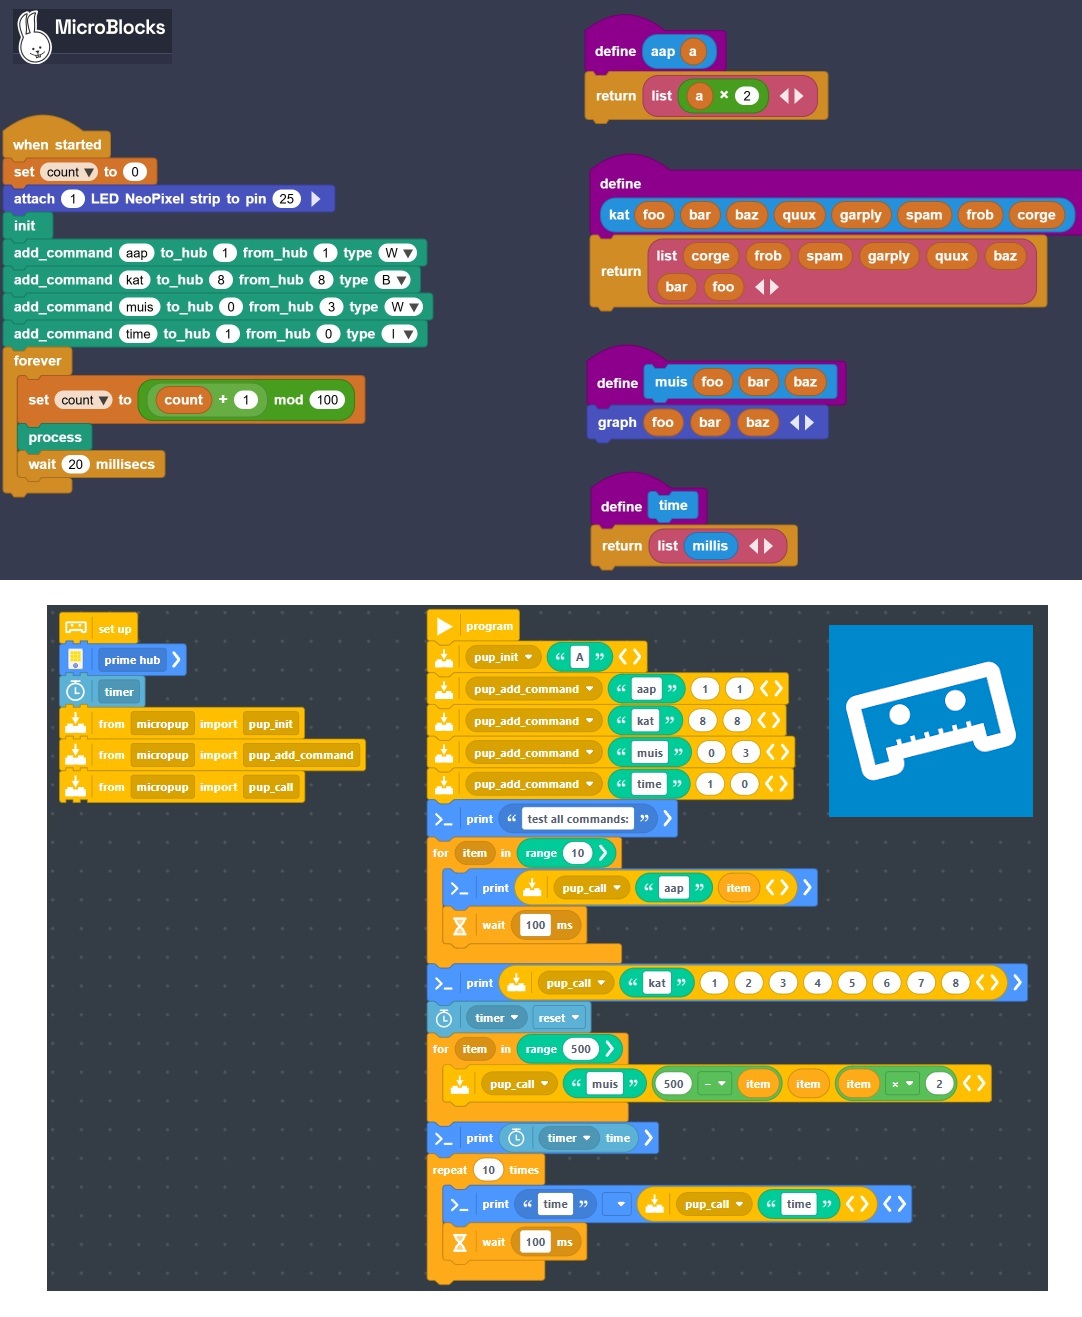 MicroBlocks
when started
set count to 0
attach 1 LED NeoPixel strip to pin 25
init
add_command aap to_hub 1 from_hub 1 type W
add_command kat to_hub 8 from_hub 8 type B
add_command muis to_hub 0 from_hub 3 type W
add_command time to_hub 1 from_hub 0 type I
forever
set count to count + 1 mod 100
process
wait 20 millisecs
define aap a
return list a × 2
define
kat foo bar baz quux garply spam frob corge
return list corge frob spam garply quux baz
bar foo
define muis foo bar baz
graph foo bar baz
define time
return list millis
set up
prime hub
timer
from micropup import pup_init
from micropup import pup_add_command
from micropup import pup_call
program
pup_init “ A ”
pup_add_command “ aap ” 1 1
pup_add_command “ kat ” 8 8
pup_add_command “ muis ” 0 3
pup_add_command “ time ” 1 0
print “ test all commands: ”
for item in range 10
print pup_call “ aap ” item
wait 100 ms
print pup_call “ kat ” 1 2 3 4 5 6 7 8
timer reset
for item in range 500
pup_call “ muis ” 500 - item item item × 2
print timer time
repeat 10 times
print “ time ” pup_call “ time ”
wait 100 ms